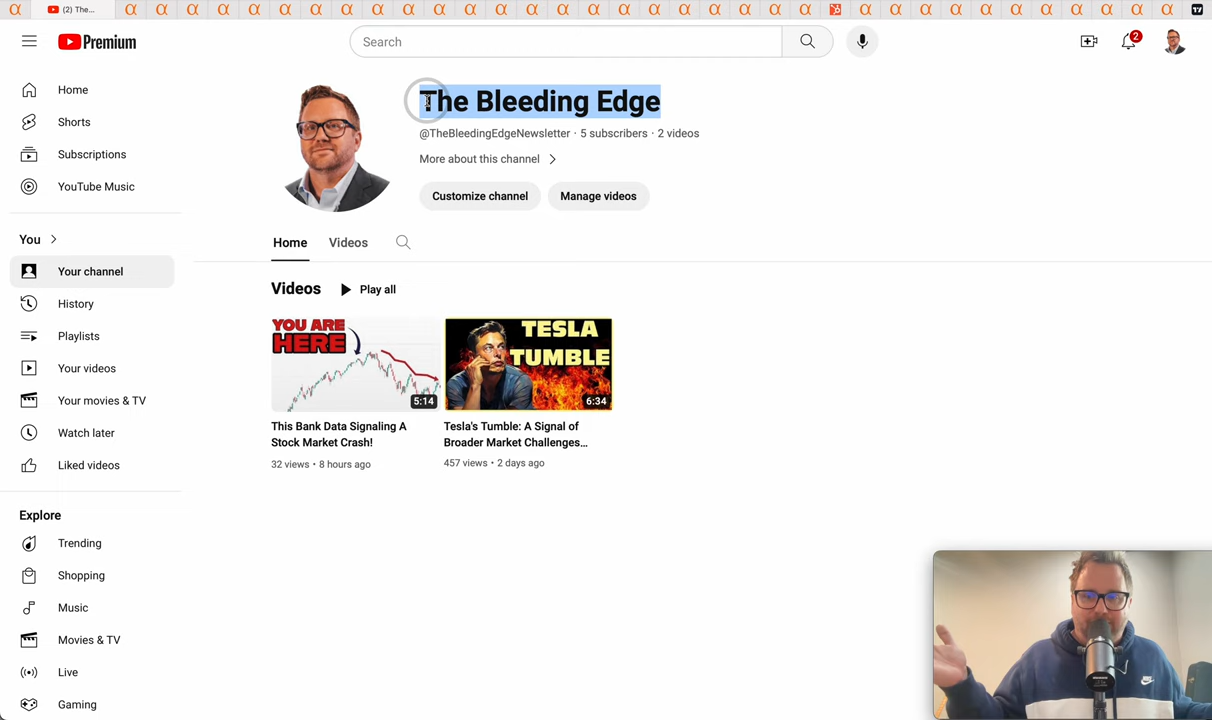 (2) The...
Premium
Search
2
Home
Shorts
Subscriptions
YouTube Music
You
Your channel
History
Playlists
Your videos
Your movies & TV
Watch later
Liked videos
Explore
Trending
Shopping
Music
Movies & TV
Live
Gaming
The Bleeding Edge
@TheBleedingEdgeNewsletter · 5 subscribers · 2 videos
More about this channel
Customize channel
Manage videos
Home
Videos
Videos
Play all
YOU ARE
HERE
5:14
This Bank Data Signaling A
Stock Market Crash!
32 views • 8 hours ago
TESLA
TUMBLE
6:34
Tesla's Tumble: A Signal of
Broader Market Challenges...
457 views • 2 days ago